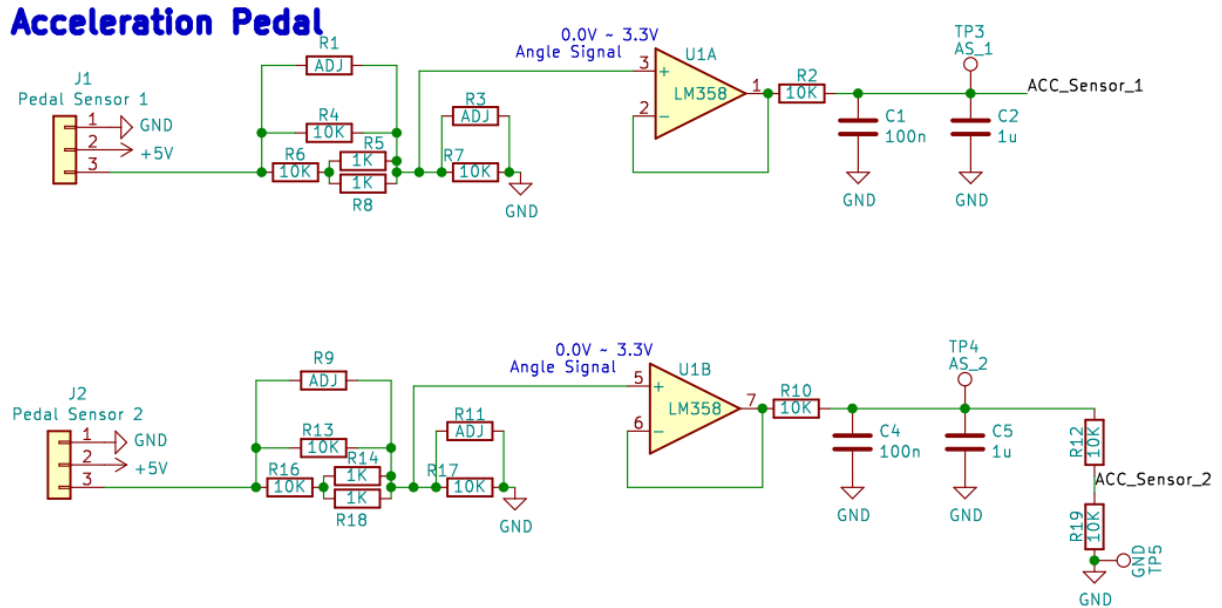 Acceleration Pedal
J1
Pedal Sensor 1
1
GND
2
+5V
3
R1
ADJ
R4
10K
R6
10K
R5
1K
1K
R8
R3
ADJ
R7
10K
GND
0.0V ~ 3.3V
Angle Signal
3
+
2
−
U1A
LM358
1
R2
10K
C1
100n
GND
TP3
AS_1
C2
1u
GND
ACC_Sensor_1
J2
Pedal Sensor 2
1
GND
2
+5V
3
R9
ADJ
R13
10K
R16
10K
R14
1K
1K
R18
R11
ADJ
R17
10K
GND
0.0V ~ 3.3V
Angle Signal
5
+
6
−
U1B
LM358
7
R10
10K
C4
100n
GND
TP4
AS_2
C5
1u
GND
R12
10K
ACC_Sensor_2
R19
10K
GND
TP5
GND